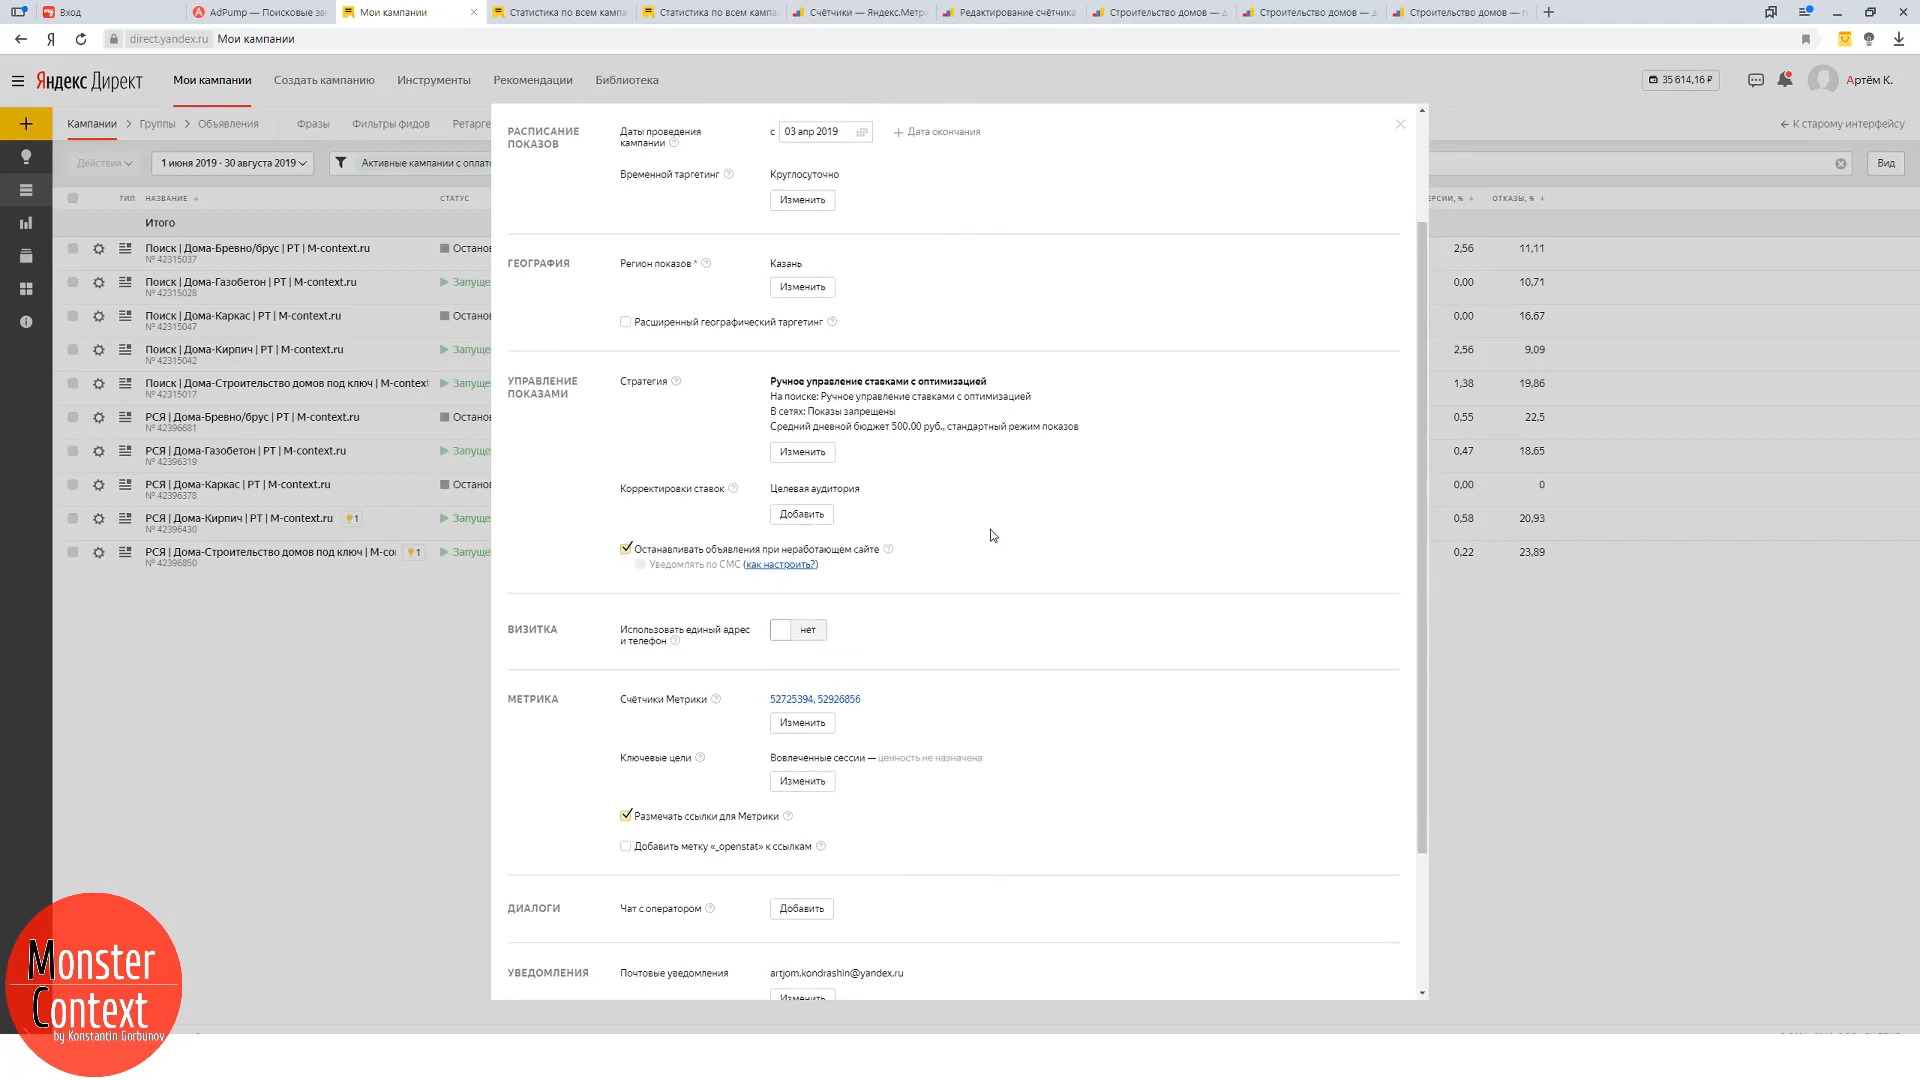 Вход
AdPump — Поисковые за
Мои кампании
Статистика по всем кампа
Статистика по всем кампа
Счётчики — Яндекс.Метри
Редактирование счётчика
Строительство домов — д
Строительство домов — д
Строительство домов — п
direct.yandex.ru Мои кампании
Яндекс Директ
Мои кампании
Создать кампанию
Инструменты
Рекомендации
Библиотека
35 614,16 ₽
Артём К.
Кампании
Группы
Объявления
Фразы
Фильтры фидов
Ретарге
К старому интерфейсу
Действия
1 июня 2019 - 30 августа 2019
Активные кампании с оплато
Вид
ТИП НАЗВАНИЕ СТАТУС
ЕРСИИ, % ОТКАЗЫ, %
Итого
Поиск | Дома-Бревно/брус | РТ | M-context.ru Останов 2,56 11,11
№ 42315037
Поиск | Дома-Газобетон | РТ | M-context.ru Запуще 0,00 10,71
№ 42315028
Поиск | Дома-Каркас | РТ | M-context.ru Останов 0,00 16,67
№ 42315047
Поиск | Дома-Кирпич | РТ | M-context.ru Запуще 2,56 9,09
№ 42315042
Поиск | Дома-Строительство домов под ключ | M-context Запуще 1,38 19,86
№ 42315017
РСЯ | Дома-Бревно/брус | РТ | M-context.ru Останов 0,55 22,5
№ 42396681
РСЯ | Дома-Газобетон | РТ | M-context.ru Запуще 0,47 18,65
№ 42396319
РСЯ | Дома-Каркас | РТ | M-context.ru Останов 0,00 0
№ 42396378
РСЯ | Дома-Кирпич | РТ | M-context.ru 1 Запуще 0,58 20,93
№ 42396430
РСЯ | Дома-Строительство домов под ключ | M-co 1 Запуще 0,22 23,89
№ 42396850
РАСПИСАНИЕ
ПОКАЗОВ
Даты проведения
кампании
с 03 апр 2019
Дата окончания
Временной таргетинг
Круглосуточно
Изменить
ГЕОГРАФИЯ
Регион показов *
Казань
Изменить
Расширенный географический таргетинг
УПРАВЛЕНИЕ
ПОКАЗАМИ
Стратегия
Ручное управление ставками с оптимизацией
На поиске: Ручное управление ставками с оптимизацией
В сетях: Показы запрещены
Средний дневной бюджет 500.00 руб., стандартный режим показов
Изменить
Корректировки ставок
Целевая аудитория
Добавить
Останавливать объявления при неработающем сайте
Уведомлять по СМС (как настроить?)
ВИЗИТКА
Использовать единый адрес
и телефон
нет
МЕТРИКА
Счётчики Метрики
52725394, 52926856
Изменить
Ключевые цели
Вовлеченные сессии — ценность не назначена
Изменить
Размечать ссылки для Метрики
Добавить метку «_openstat» к ссылкам
ДИАЛОГИ
Чат с оператором
Добавить
УВЕДОМЛЕНИЯ
Почтовые уведомления
artjom.kondrashin@yandex.ru
Изменить
Monster
Context
by Konstantin Gorbunov